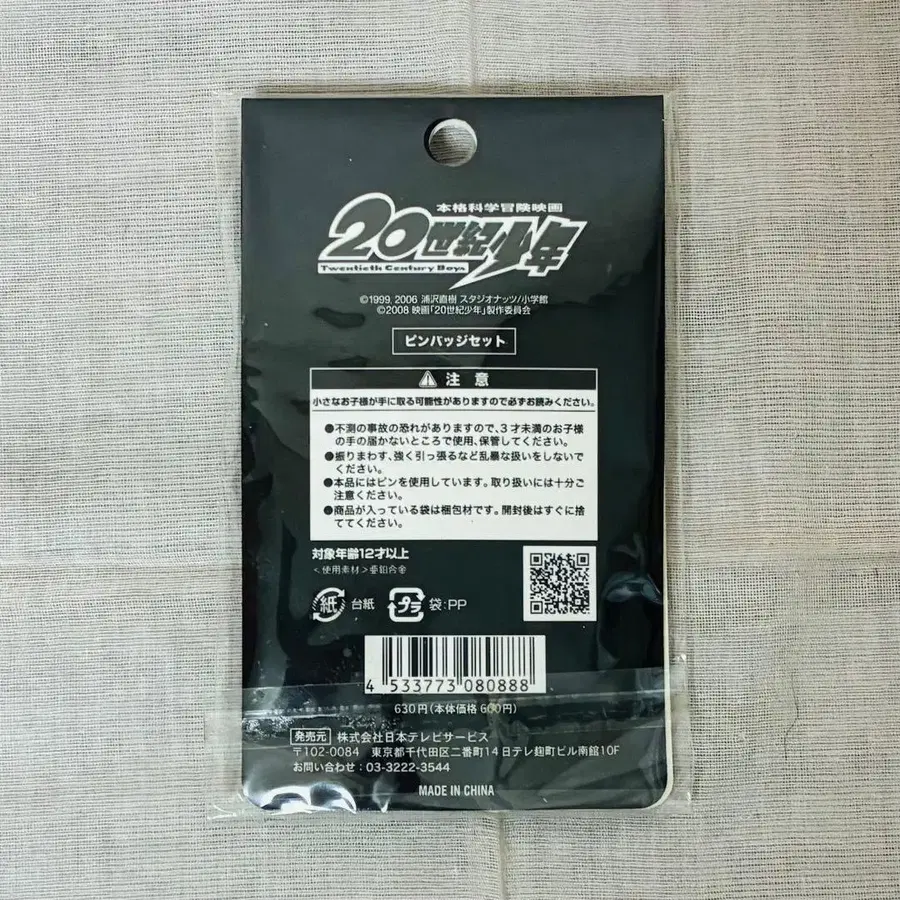 本格科学冒険映画
20世紀少年
Twentieth Century Boys
©1999, 2006 浦沢直樹 スタジオナッツ/小学館
©2008 映画「20世紀少年」製作委員会
ピンバッジセット
注意
小さなお子様が手に取る可能性がありますので必ずお読みください。
●不測の事故の恐れがありますので、3才未満のお子様
の手の届かないところで使用、保管してください。
●振りまわす、強く引っ張るなど乱暴な扱いをしないで
ください。
●本品にはピンを使用しています。取り扱いには十分ご
注意ください。
●商品が入っている袋は梱包材です。開封後はすぐに捨
ててください。
対象年齢12才以上
<使用素材>亜鉛合金
紙 台紙 プラ 袋:PP
4 533773 080888
630円(本体価格 600円)
発売元 株式会社日本テレビサービス
〒102-0084 東京都千代田区二番町14 日テレ麹町ビル南館10F
お問い合わせ:03-3222-3544
MADE IN CHINA